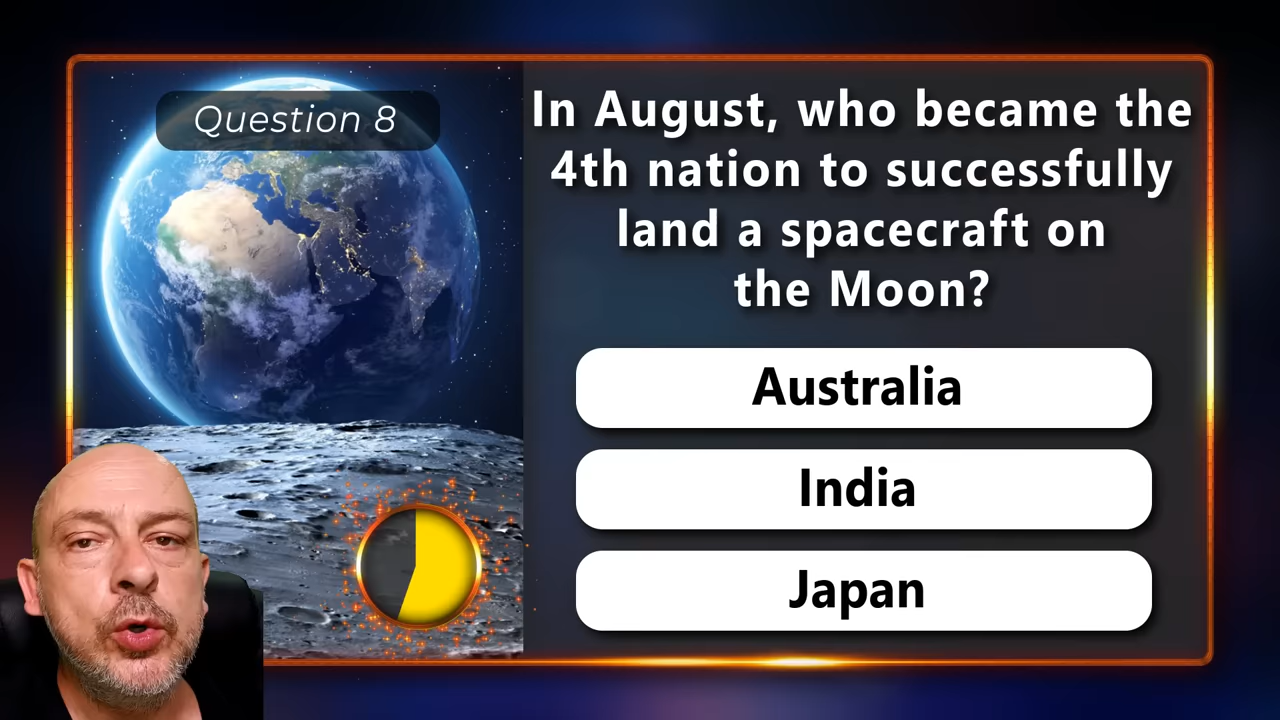 Question 8
In August, who became the
4th nation to successfully
land a spacecraft on
the Moon?
Australia
India
Japan